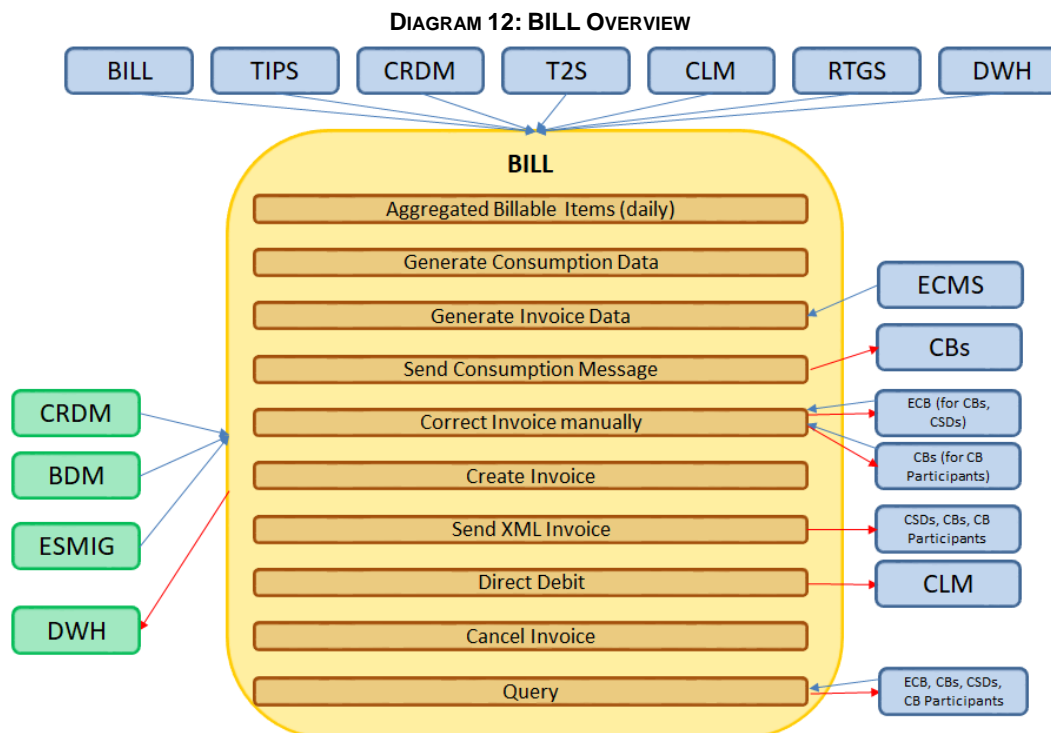 DIAGRAM 12: BILL OVERVIEW
BILL
TIPS
CRDM
T2S
CLM
RTGS
DWH
BILL
Aggregated Billable Items (daily)
Generate Consumption Data
Generate Invoice Data
Send Consumption Message
Correct Invoice manually
Create Invoice
Send XML Invoice
Direct Debit
Cancel Invoice
Query
CRDM
BDM
ESMIG
DWH
ECMS
CBs
ECB (for CBs,
CSDs)
CBs (for CB
Participants)
CSDs, CBs, CB
Participants
CLM
ECB, CBs, CSDs,
CB Participants